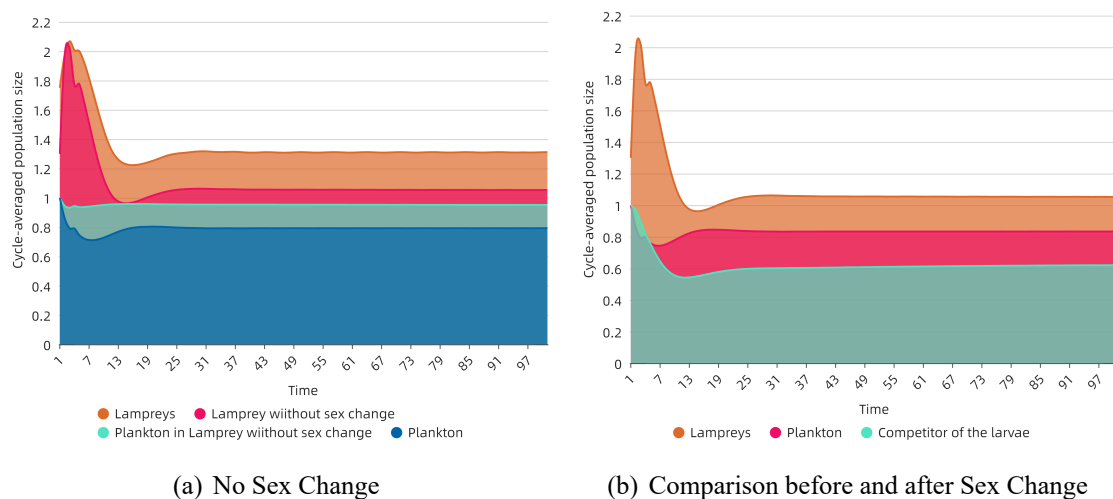 2.2
2
1.8
1.6
1.4
1.2
1
0.8
0.6
0.4
0.2
0
Cycle-averaged population size
1 7 13 19 25 31 37 43 49 55 61 67 73 79 85 91 97
Time
Lampreys Lamprey wiithout sex change
Plankton in Lamprey wiithout sex change Plankton
(a) No Sex Change
2.2
2
1.8
1.6
1.4
1.2
1
0.8
0.6
0.4
0.2
0
Cycle-averaged population size
1 7 13 19 25 31 37 43 49 55 61 67 73 79 85 91 97
Time
Lampreys Plankton Competitor of the larvae
(b) Comparison before and after Sex Change